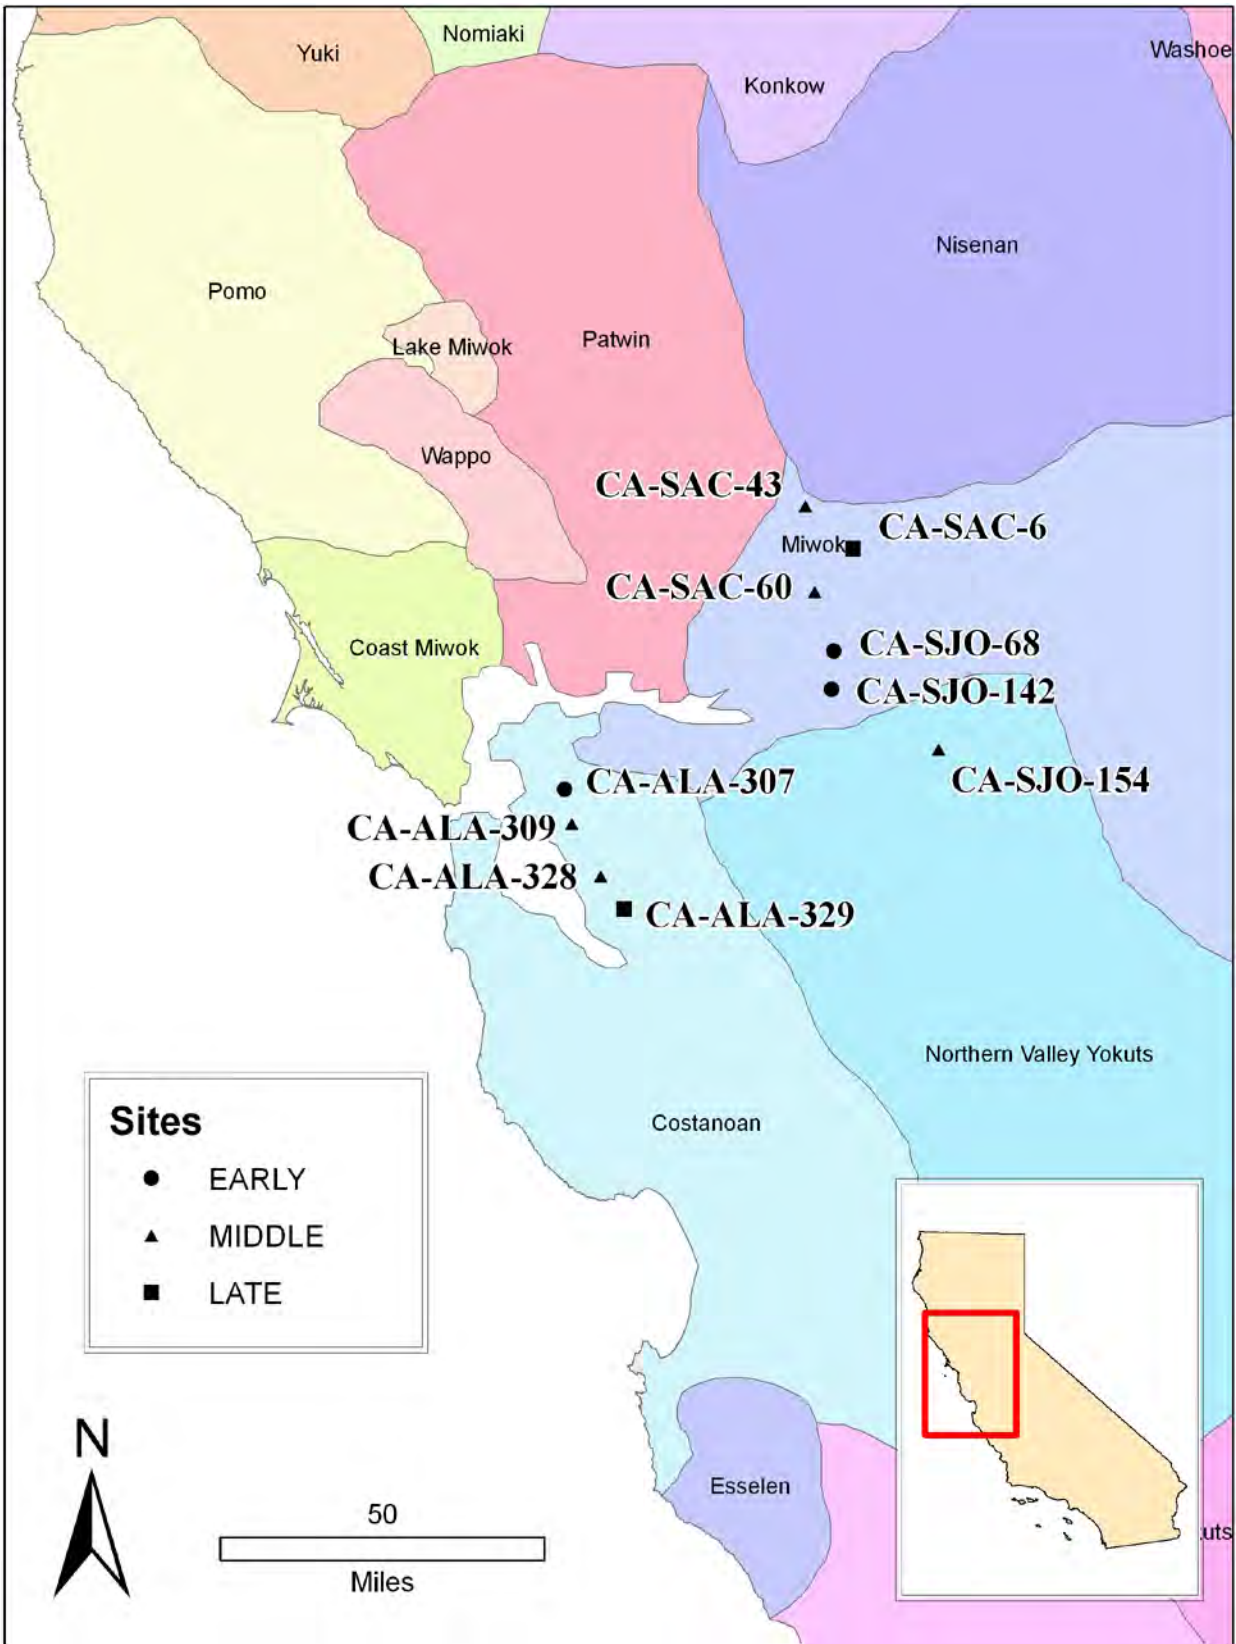 Nomiaki
Yuki
Washoe
Konkow
Nisenan
Pomo
Patwin
Lake Miwok
Wappo
CA-SAC-43
CA-SAC-6
Miwok
CA-SAC-60
CA-SJO-68
Coast Miwok
CA-SJO-142
CA-SJO-154
CA-ALA-307
CA-ALA-309
CA-ALA-328
CA-ALA-329
Northern Valley Yokuts
Costanoan
Sites
EARLY
MIDDLE
LATE
N
Esselen
50
Miles
uts